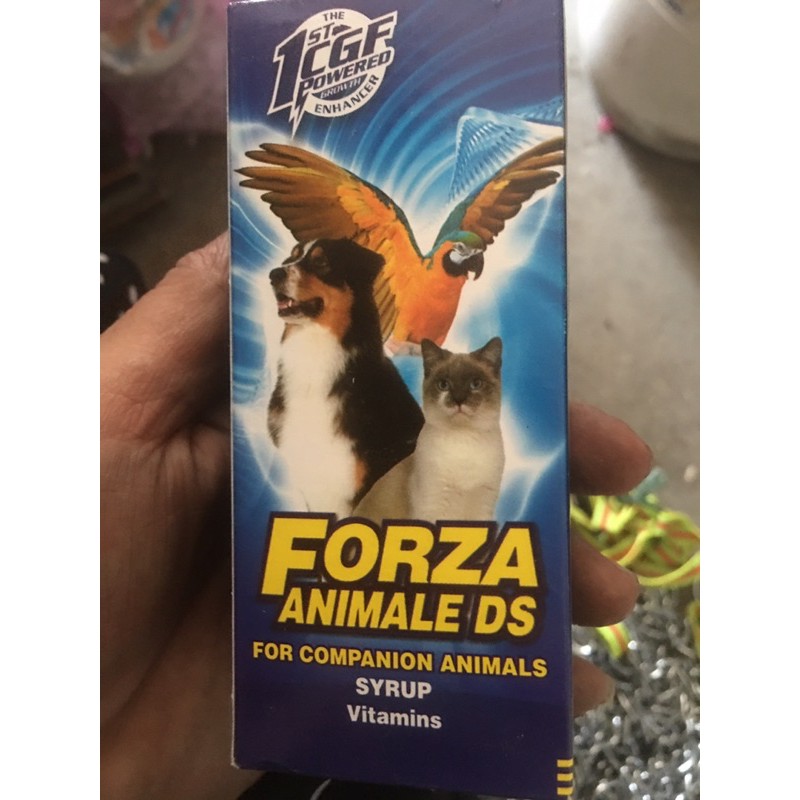 THE
1ST CGF
POWERED
GROWTH
ENHANCER
FORZA
ANIMALE DS
FOR COMPANION ANIMALS
SYRUP
Vitamins